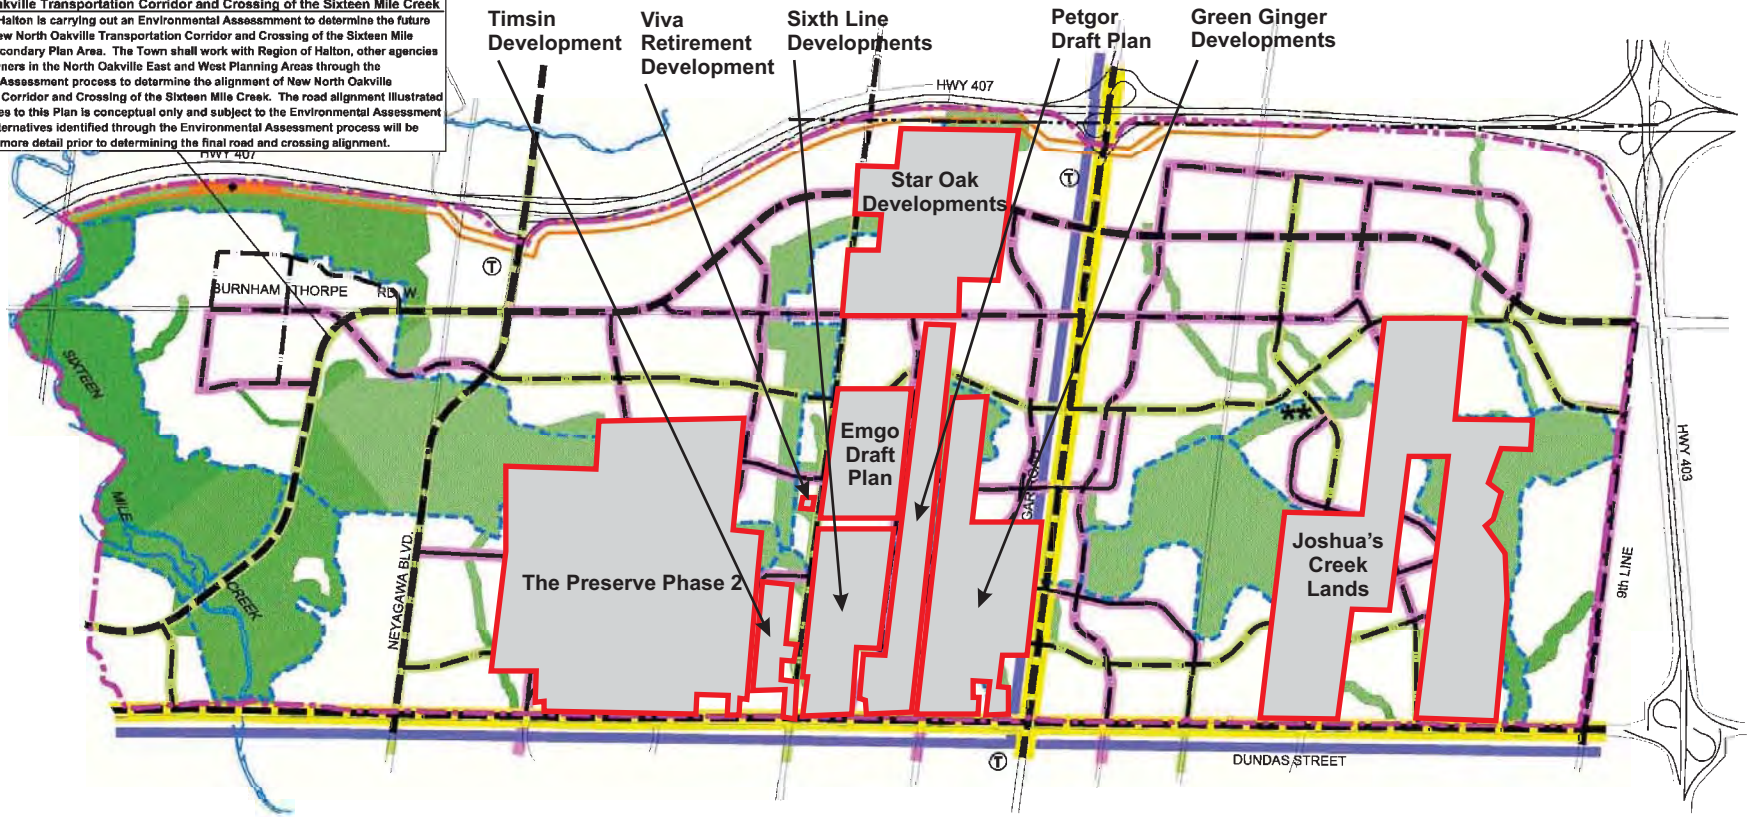 akville Transportation Corridor and Crossing of the Sixteen Mile Creek
Halton is carrying out an Environmental Assessmment to determine the future
ew North Oakville Transportation Corridor and Crossing of the Sixteen Mile
condary Plan Area. The Town shall work with Region of Halton, other agencies
ners in the North Oakville East and West Planning Areas through the
Assessment process to determine the alignment of New North Oakville
Corridor and Crossing of the Sixteen Mile Creek. The road alignment illustrated
es to this Plan is conceptual only and subject to the Environmental Assessment
ternatives identified through the Environmental Assessment process will be
more detail prior to determining the final road and crossing alignment.
Timsin
Development
Viva
Retirement
Development
Sixth Line
Developments
Petgor
Draft Plan
Green Ginger
Developments
HWY 407
HWY 407
T
T
Star Oak
Developments
BURNHAM THORPE RD W
SIXTEEN
MILE
CREEK
Emgo
Draft
Plan
**
HWY 403
NEYAGAWA BLVD.
The Preserve Phase 2
Joshua's
Creek
Lands
9th LINE
T
DUNDAS STREET